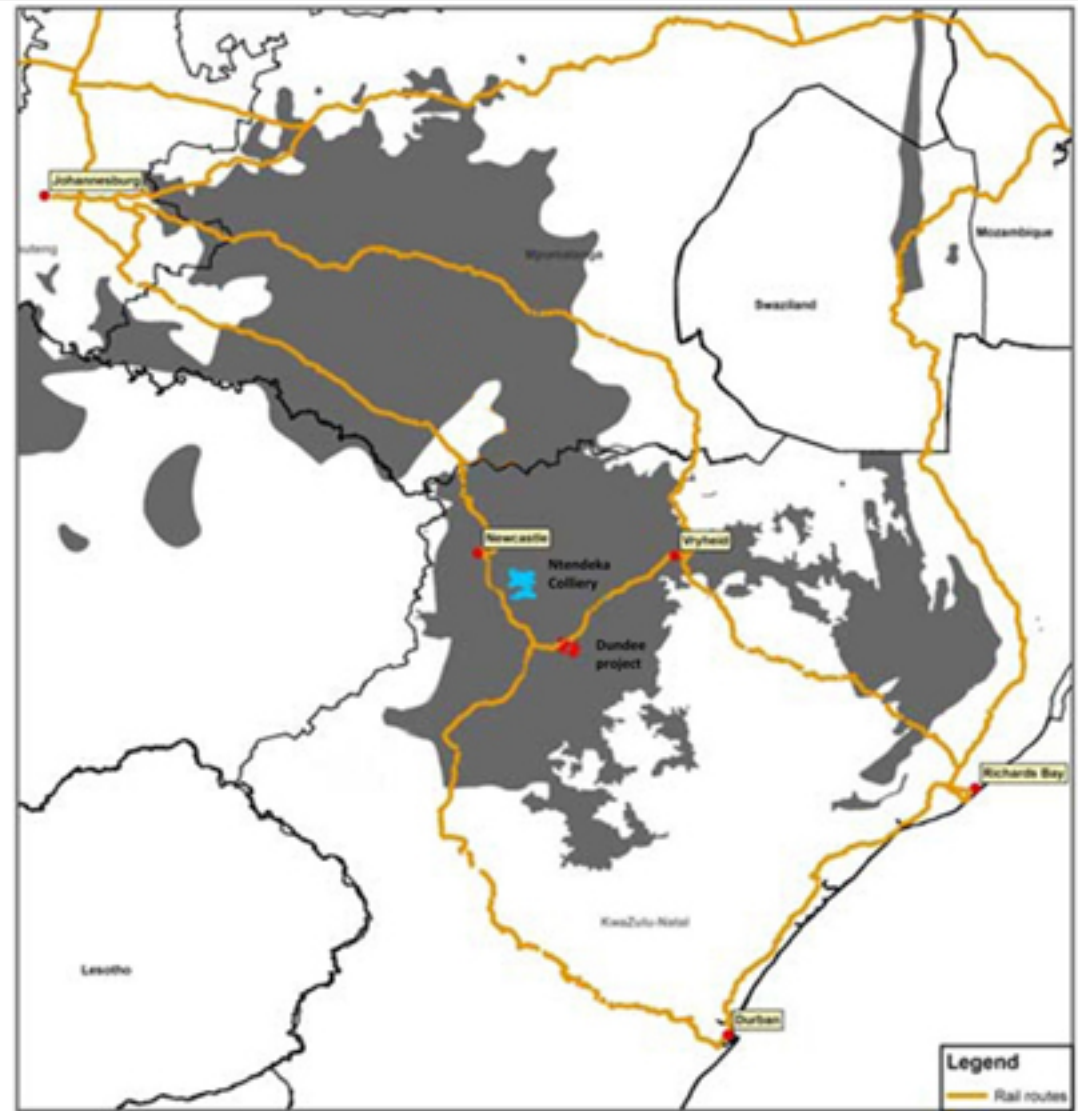 Johannesburg
auteng
Mpumalanga
Mozambique
Swaziland
Newcastle
Vryheid
Ntendeka
Colliery
Dundee
project
Richards Bay
KwaZulu-Natal
Lesotho
Durban
Legend
Rail routes